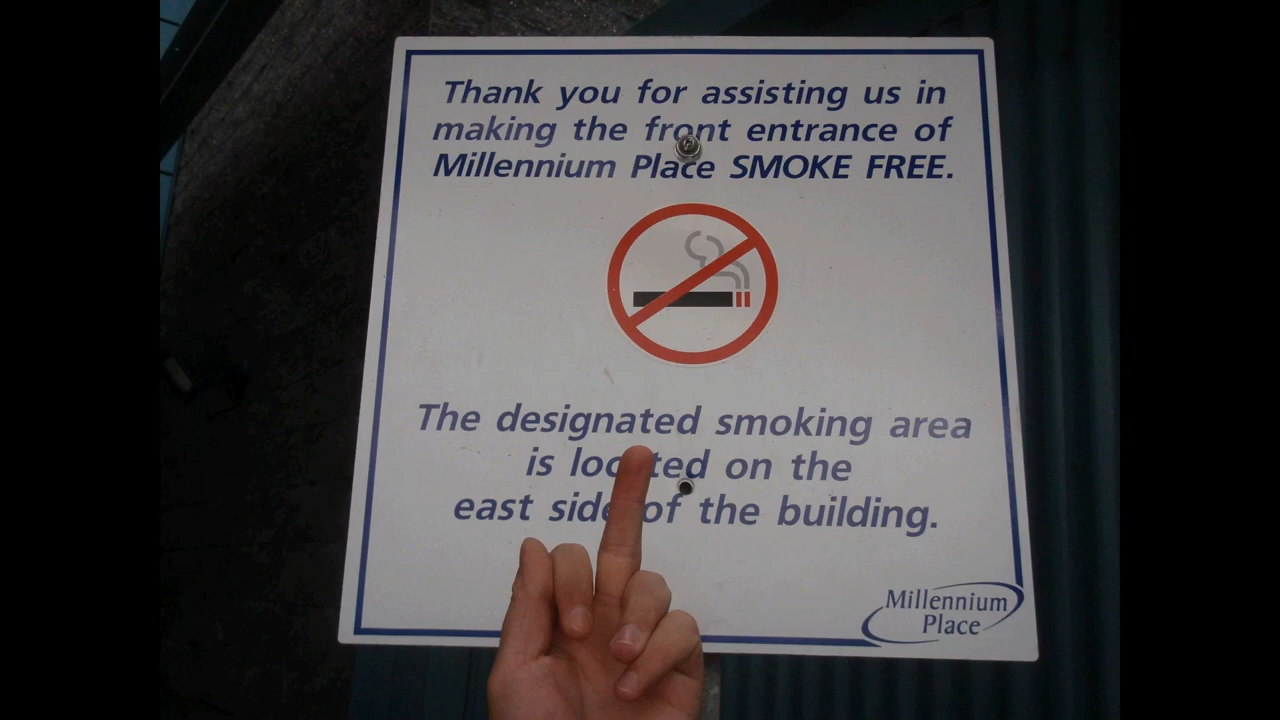 Thank you for assisting us in
making the front entrance of
Millennium Place SMOKE FREE.
The designated smoking area
is located on the
east side of the building.
Millennium
Place